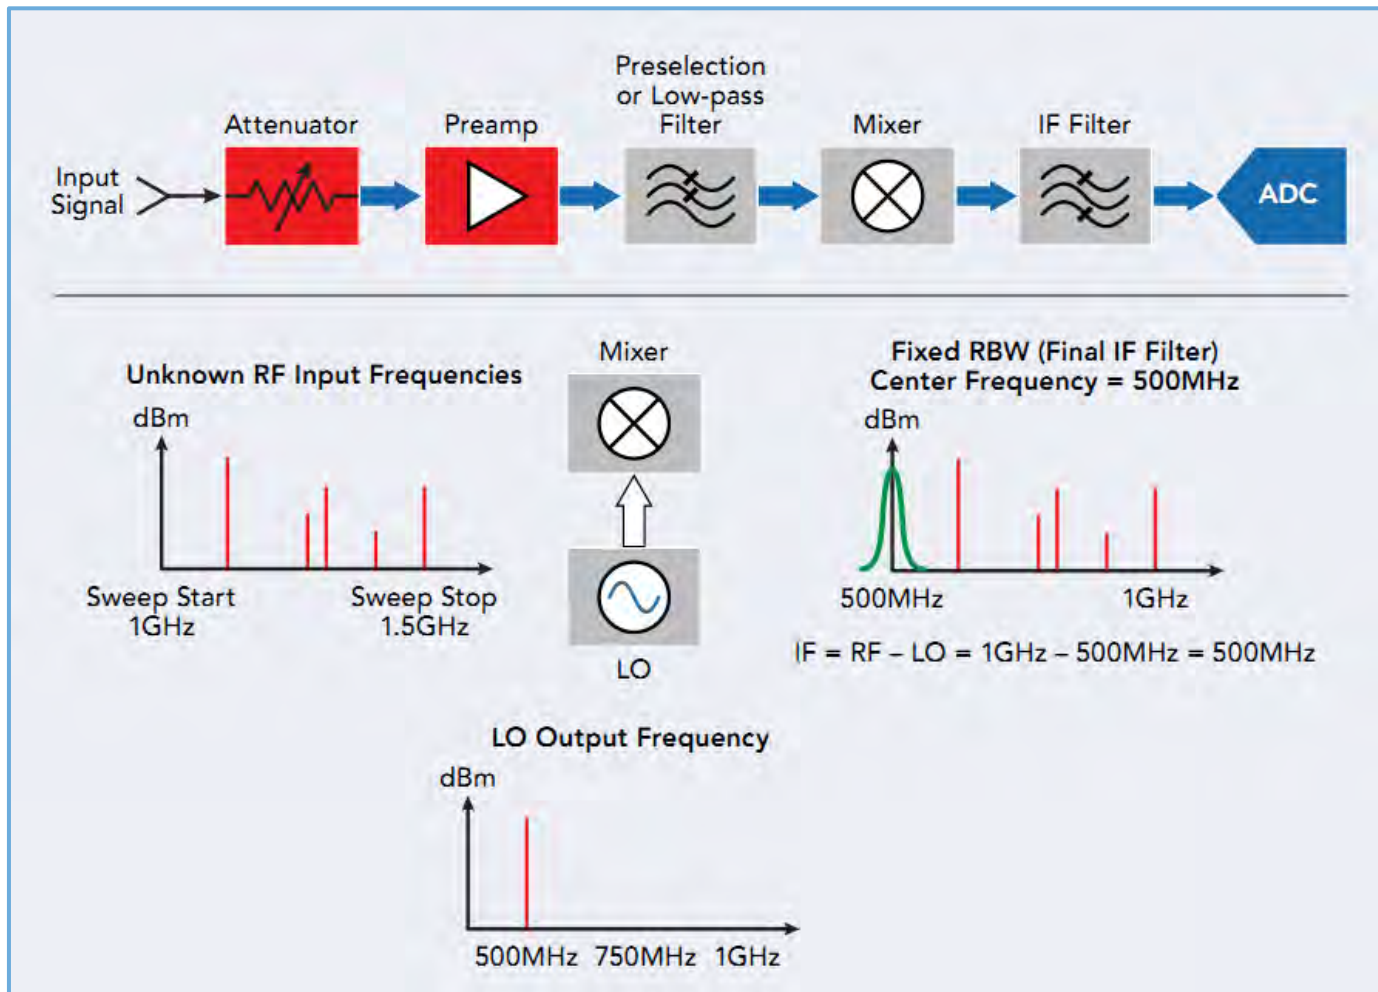 Preselection
or Low-pass
Filter
Attenuator
Preamp
Mixer
IF Filter
Input
Signal
ADC
Unknown RF Input Frequencies
dBm
Sweep Start
1GHz
Sweep Stop
1.5GHz
Mixer
LO
Fixed RBW (Final IF Filter)
Center Frequency = 500MHz
dBm
500MHz
1GHz
IF = RF – LO = 1GHz – 500MHz = 500MHz
LO Output Frequency
dBm
500MHz 750MHz 1GHz